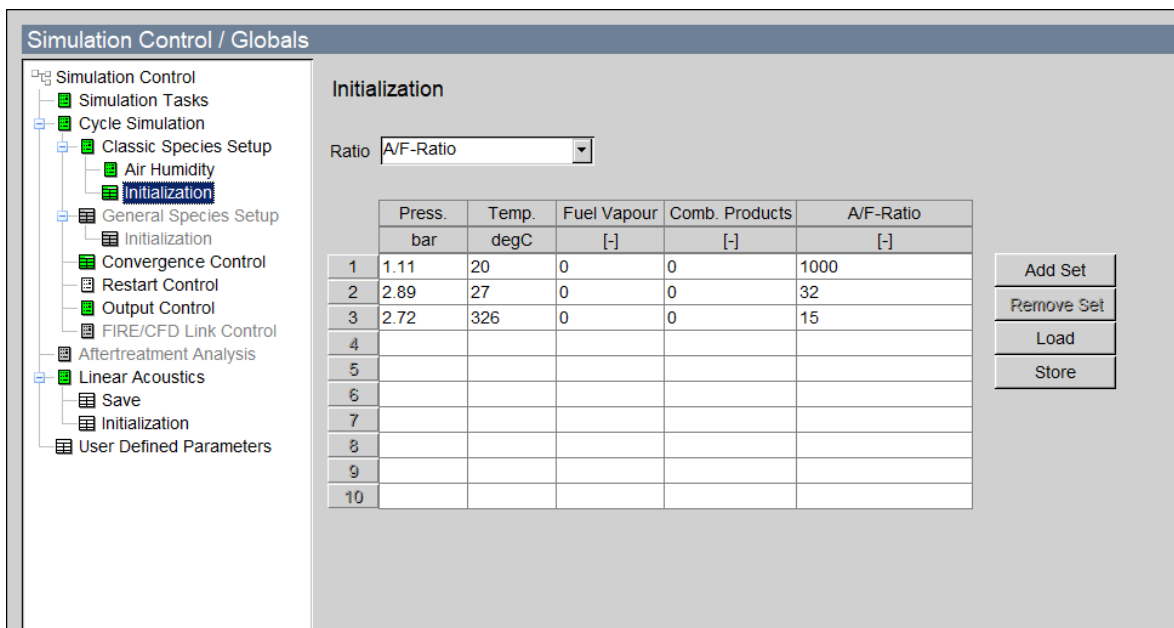 Simulation Control / Globals
Simulation Control
Simulation Tasks
Cycle Simulation
Classic Species Setup
Air Humidity
Initialization
General Species Setup
Initialization
Convergence Control
Restart Control
Output Control
FIRE/CFD Link Control
Aftertreatment Analysis
Linear Acoustics
Save
Initialization
User Defined Parameters
Initialization
Ratio A/F-Ratio
Press. Temp. Fuel Vapour Comb. Products A/F-Ratio
bar degC [-] [-] [-]
1 1.11 20 0 0 1000
2 2.89 27 0 0 32
3 2.72 326 0 0 15
4
5
6
7
8
9
10
Add Set
Remove Set
Load
Store